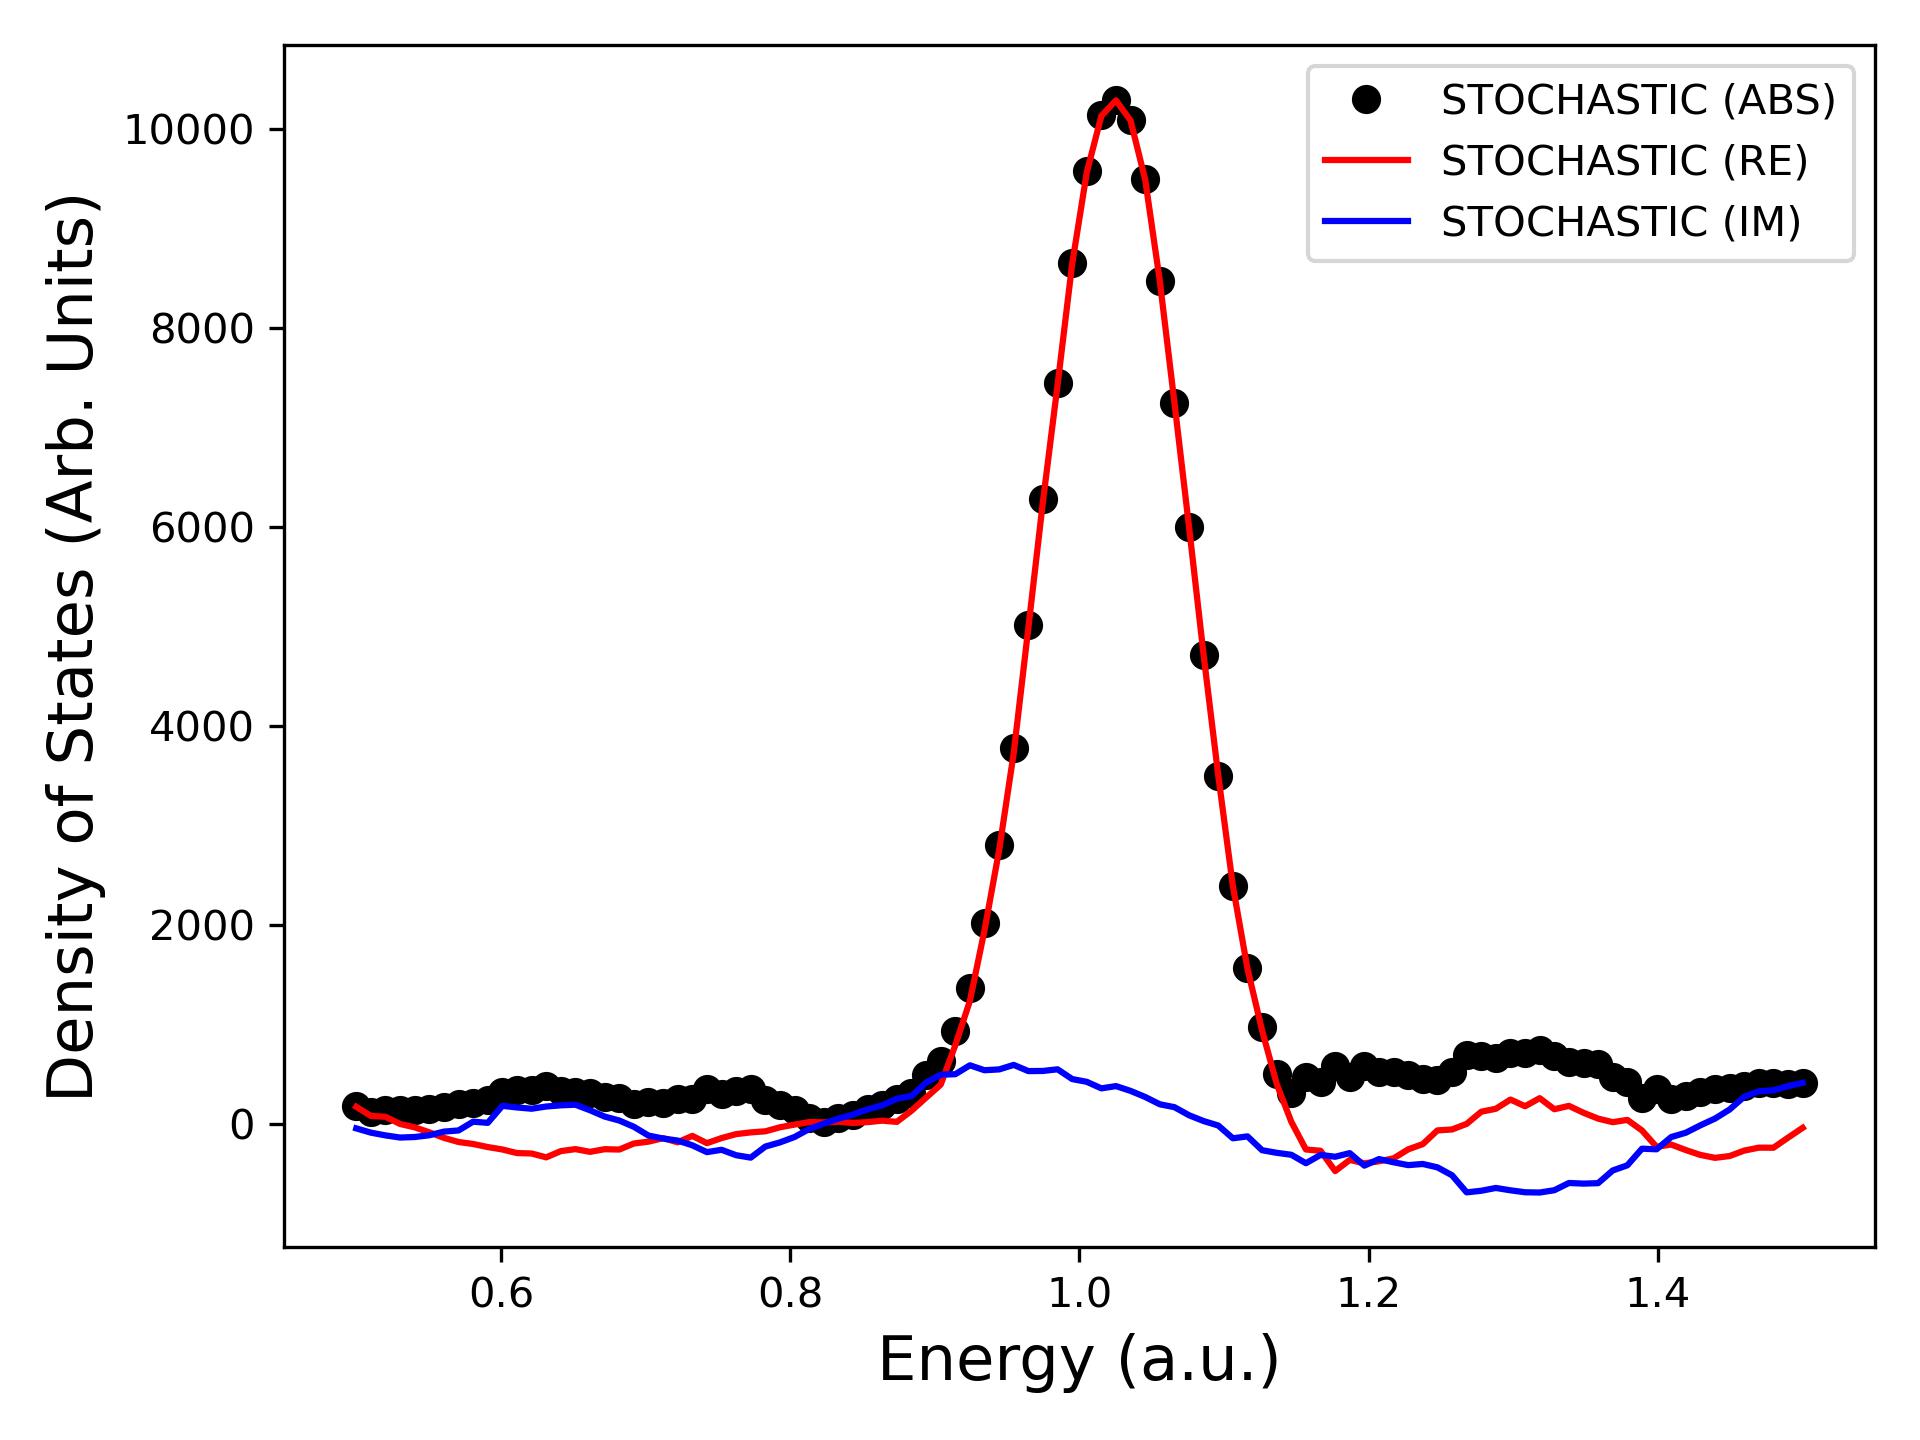 STOCHASTIC (ABS)
STOCHASTIC (RE)
STOCHASTIC (IM)
Density of States (Arb. Units)
10000
8000
6000
4000
2000
0
0.6
0.8
1.0
1.2
1.4
Energy (a.u.)